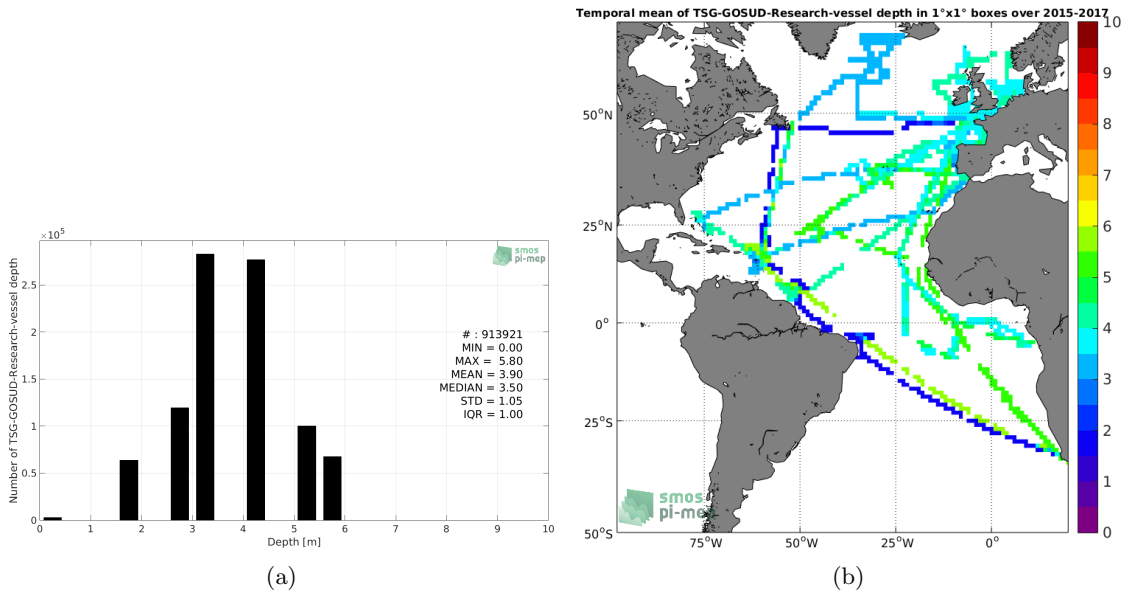 ×10⁵
2.5
2
1.5
1
0.5
0
0 1 2 3 4 5 6 7 8 9 10
Depth [m]
Number of TSG-GOSUD-Research-vessel depth
smos
pi-mep
# : 913921
MIN = 0.00
MAX = 5.80
MEAN = 3.90
MEDIAN = 3.50
STD = 1.05
IQR = 1.00
(a)
Temporal mean of TSG-GOSUD-Research-vessel depth in 1°x1° boxes over 2015-2017
50°N
25°N
0°
25°S
50°S
75°W 50°W 25°W 0°
smos
pi-mep
10
9
8
7
6
5
4
3
2
1
0
(b)